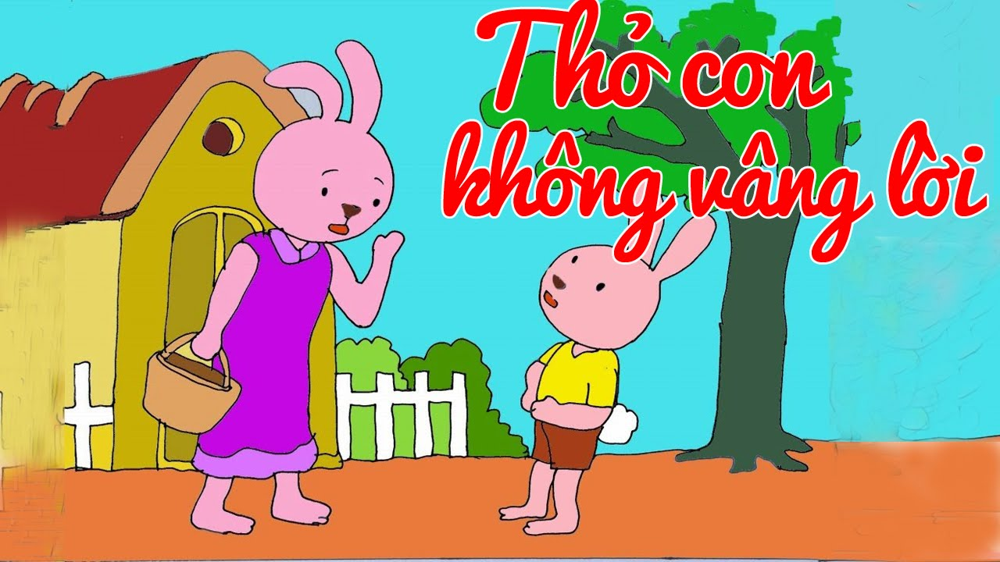 Thỏ con
không vâng lời